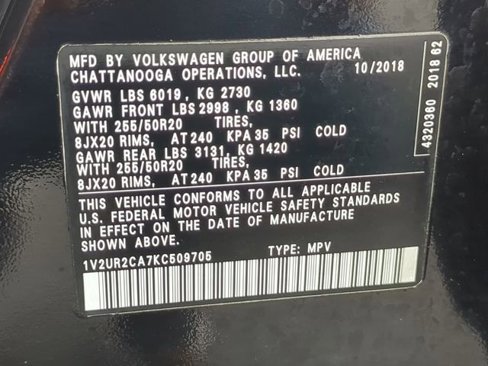 MFD BY VOLKSWAGEN GROUP OF AMERICA
CHATTANOOGA OPERATIONS, LLC. 10/2018
GVWR LBS 6019, KG 2730
GAWR FRONT LBS 2998, KG 1360
WITH 255/50R20 TIRES,
8JX20 RIMS, AT 240 KPA 35 PSI COLD
GAWR REAR LBS 3131, KG 1420
WITH 255/50R20 TIRES,
8JX20 RIMS, AT 240 KPA 35 PSI COLD
THIS VEHICLE CONFORMS TO ALL APPLICABLE
U.S. FEDERAL MOTOR VEHICLE SAFETY STANDARDS
IN EFFECT ON THE DATE OF MANUFACTURE
SHOWN ABOVE.
1V2UR2CA7KC509705 TYPE: MPV
4320360 2018 62